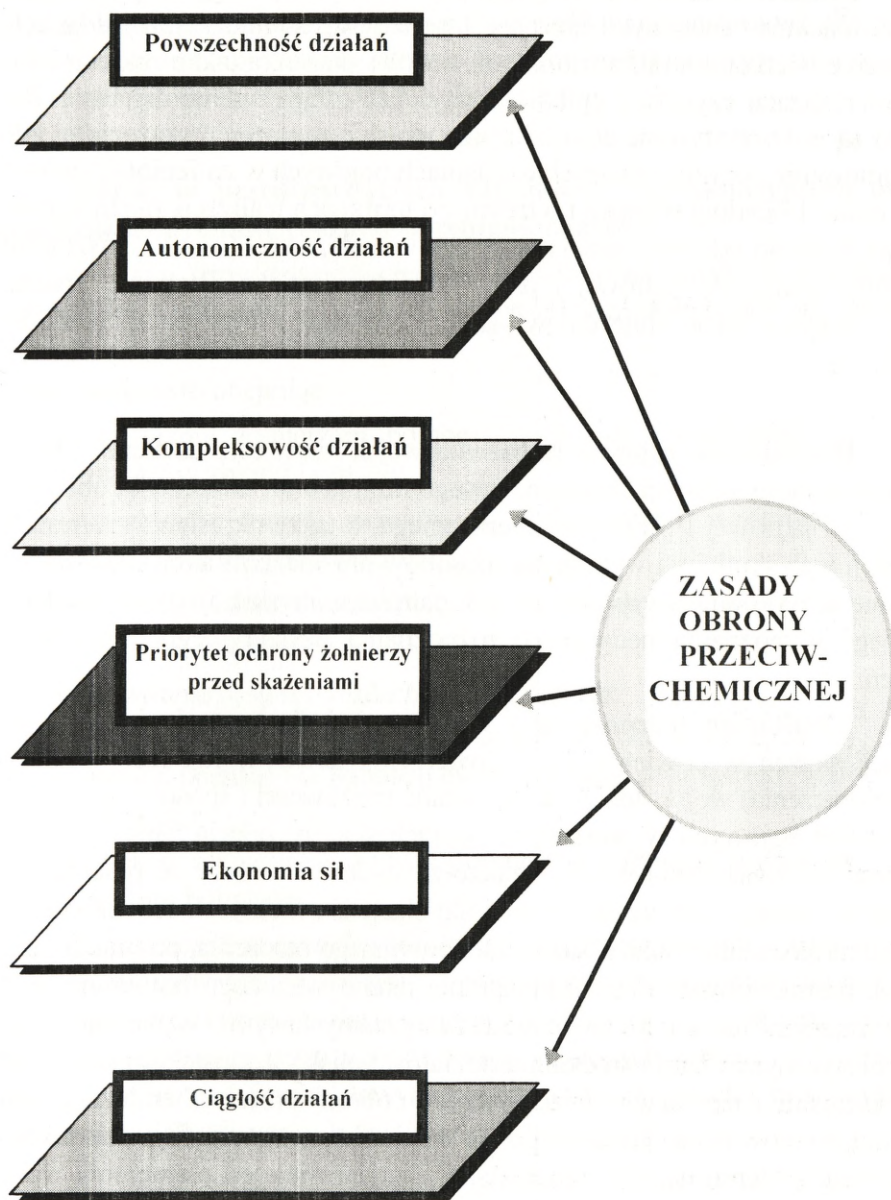 Powszechność działań
Autonomiczność działań
Kompleksowość działań
Priorytet ochrony żołnierzy
przed skażeniami
Ekonomia sił
Ciągłość działań
ZASADY
OBRONY
PRZECIW-
CHEMICZNEJ